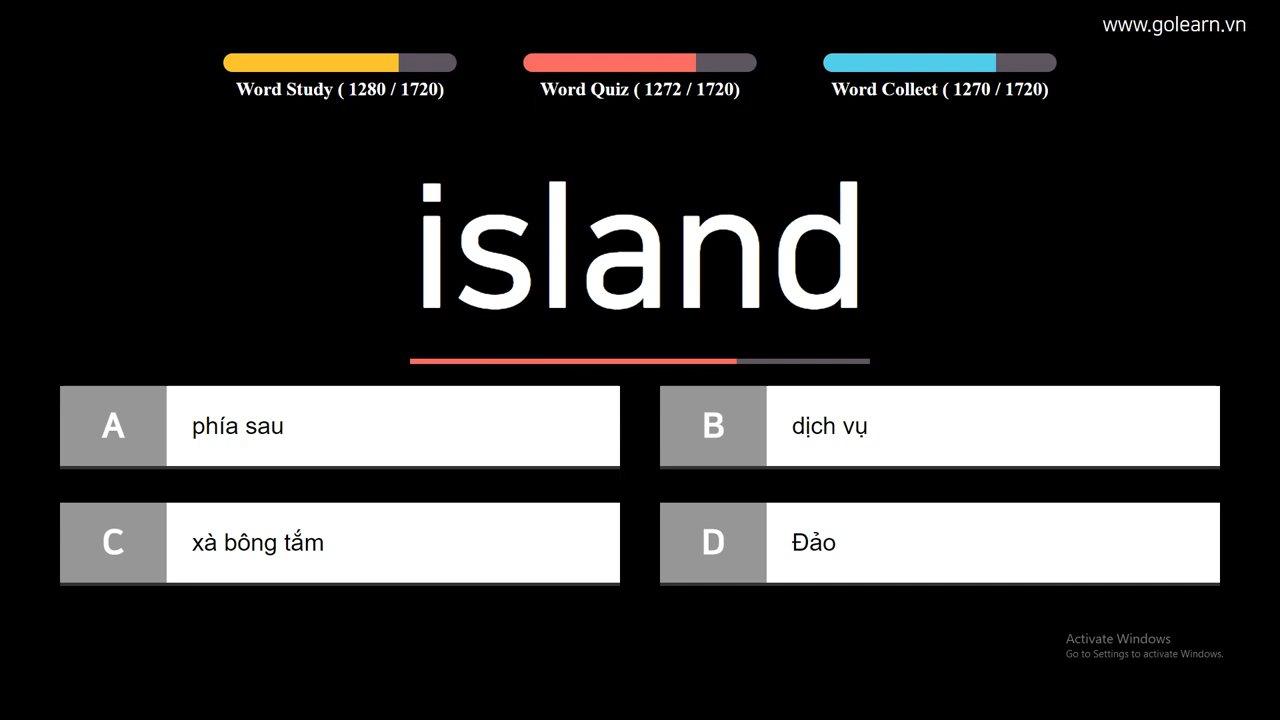 www.golearn.vn
Word Study ( 1280 / 1720)
Word Quiz ( 1272 / 1720)
Word Collect ( 1270 / 1720)
island
A phía sau
B dịch vụ
C xà bông tắm
D Đảo
Activate Windows
Go to Settings to activate Windows.